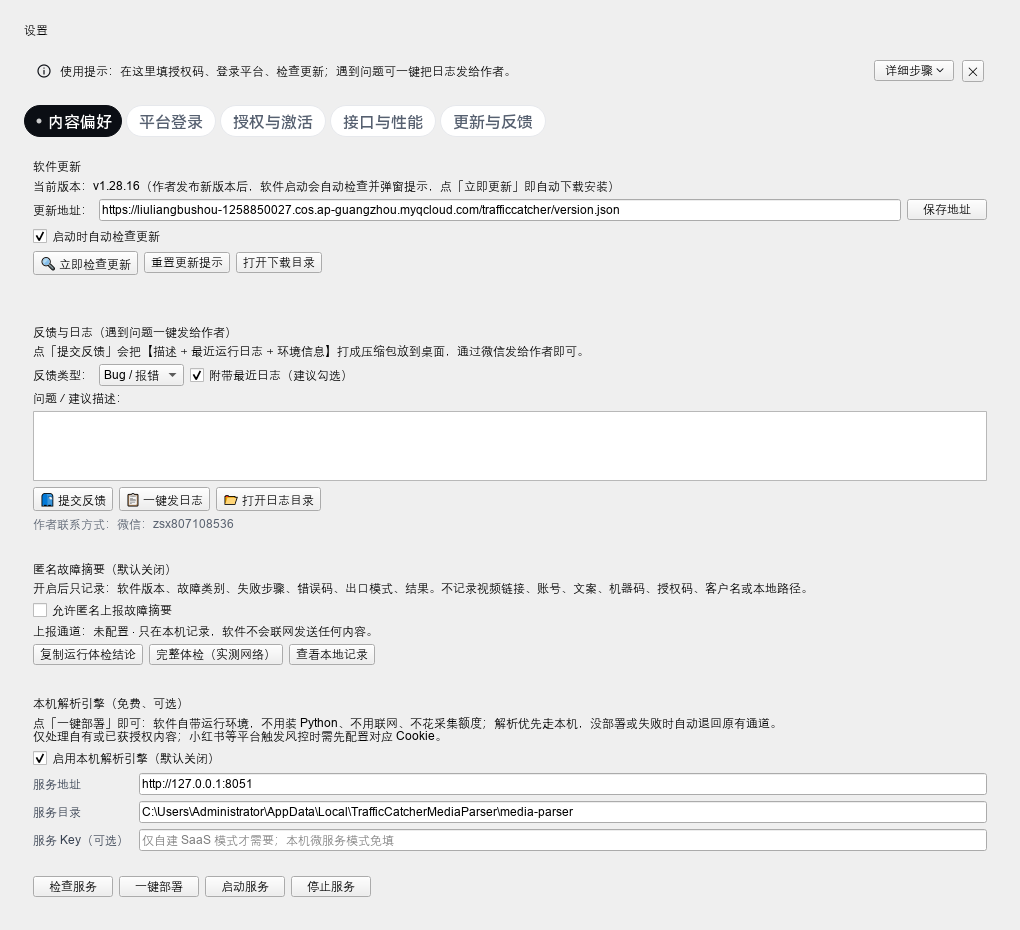 设置
使用提示：在这里填授权码、登录平台、检查更新；遇到问题可一键把日志发给作者。
详细步骤
内容偏好 平台登录 授权与激活 接口与性能 更新与反馈
软件更新
当前版本：v1.28.16（作者发布新版本后，软件启动会自动检查并弹窗提示，点「立即更新」即自动下载安装）
更新地址： https://liuliangbushou-1258850027.cos.ap-guangzhou.myqcloud.com/trafficcatcher/version.json 保存地址
启动时自动检查更新
立即检查更新 重置更新提示 打开下载目录
反馈与日志（遇到问题一键发给作者）
点「提交反馈」会把【描述 + 最近运行日志 + 环境信息】打成压缩包放到桌面，通过微信发给作者即可。
反馈类型： Bug / 报错 附带最近日志（建议勾选）
问题 / 建议描述：
提交反馈 一键发日志 打开日志目录
作者联系方式：微信：zsx807108536
匿名故障摘要（默认关闭）
开启后只记录：软件版本、故障类别、失败步骤、错误码、出口模式、结果。不记录视频链接、账号、文案、机器码、授权码、客户名或本地路径。
允许匿名上报故障摘要
上报通道：未配置 · 只在本机记录，软件不会联网发送任何内容。
复制运行体检结论 完整体检（实测网络） 查看本地记录
本机解析引擎（免费、可选）
点「一键部署」即可：软件自带运行环境，不用装 Python、不用联网、不花采集额度；解析优先走本机，没部署或失败时自动退回原有通道。
仅处理自有或已获授权内容；小红书等平台触发风控时需先配置对应 Cookie。
启用本机解析引擎（默认关闭）
服务地址 http://127.0.0.1:8051
服务目录 C:\Users\Administrator\AppData\Local\TrafficCatcherMediaParser\media-parser
服务 Key（可选） 仅自建 SaaS 模式才需要；本机微服务模式免填
检查服务 一键部署 启动服务 停止服务